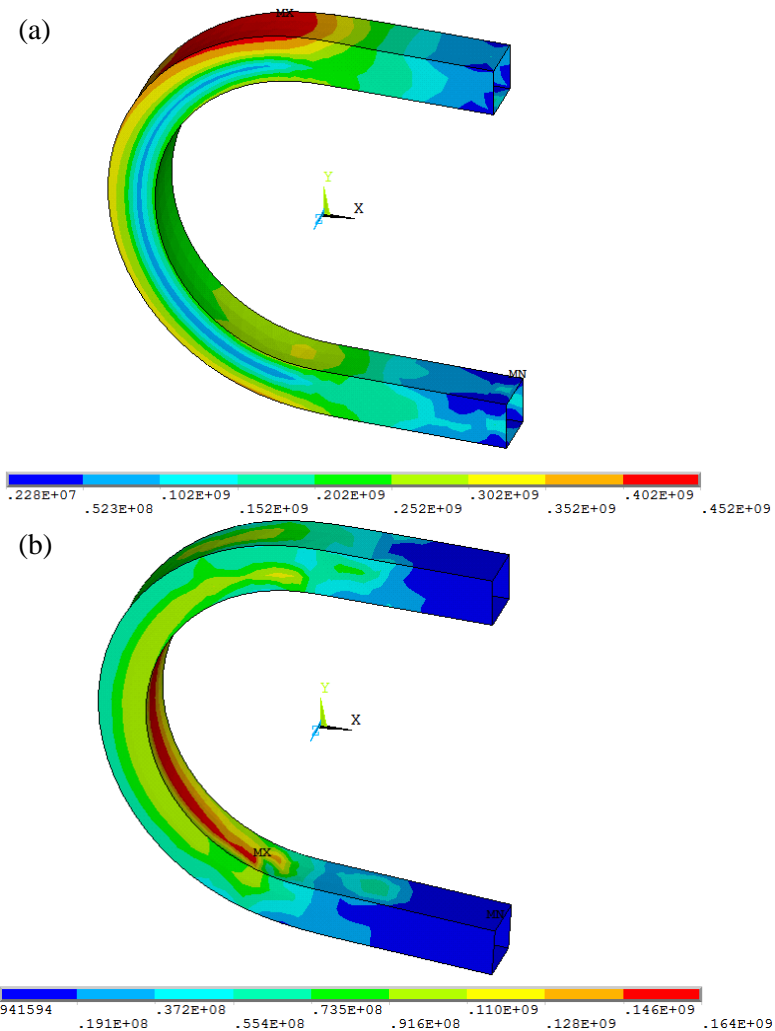 (a)
MX
Y
X
Z
MN
.228E+07 .102E+09 .202E+09 .302E+09 .402E+09
.523E+08 .152E+09 .252E+09 .352E+09 .452E+09
(b)
Y
X
Z
MX
MN
941594 .372E+08 .735E+08 .110E+09 .146E+09
.191E+08 .554E+08 .916E+08 .128E+09 .164E+09